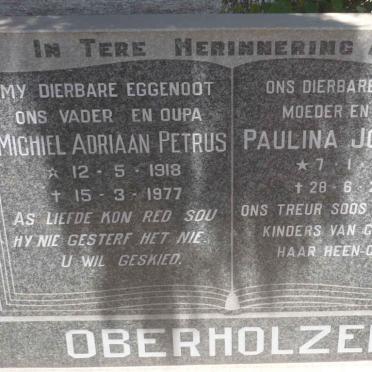 In Tere Herinnering A
MY DIERBARE EGGENOOT
ONS VADER EN OUPA
MICHIEL ADRIAAN PETRUS
☆ 12 - 5 - 1918
✝ 15 - 3 - 1977
AS LIEFDE KON RED SOU
HY NIE GESTERF HET NIE.
U WIL GESKIED.
ONS DIERBARE
MOEDER EN
PAULINA JO
★ 7 - 1 -
✝ 28 - 6 - 2
ONS TREUR SOOS
KINDERS VAN G
HAAR HEEN-G
OBERHOLZE